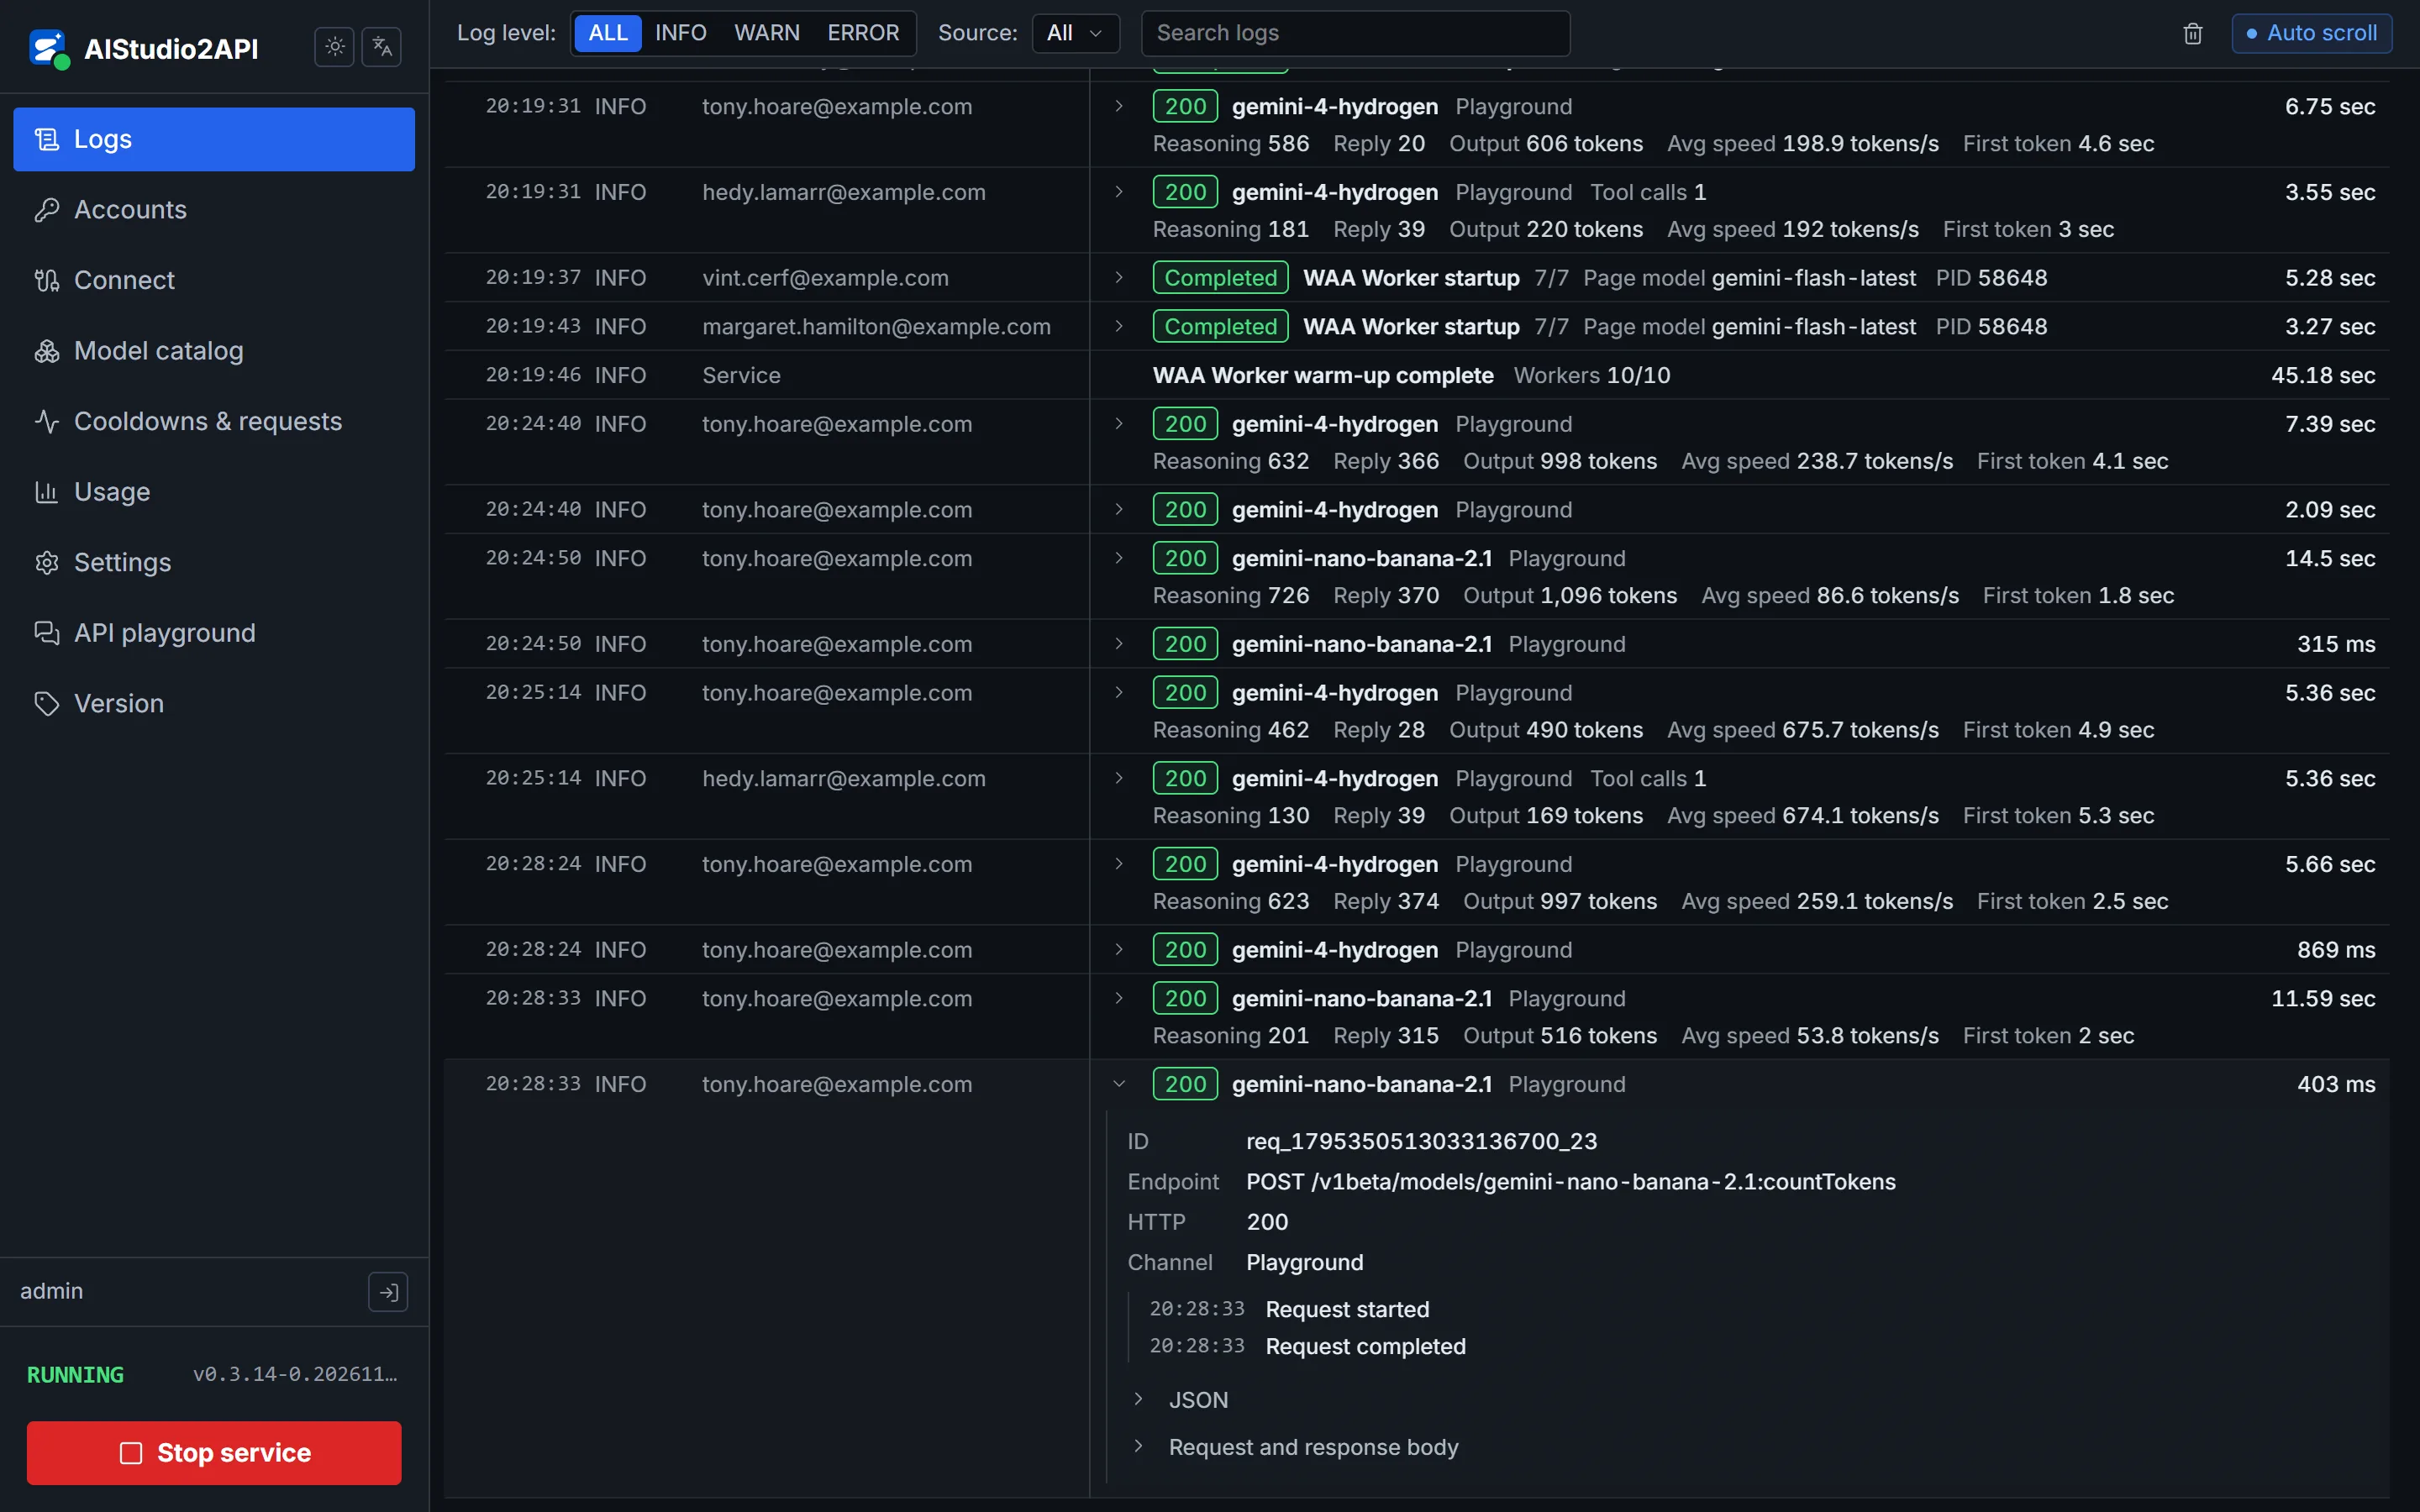 AIStudio2API
Logs
Accounts
Connect
Model catalog
Cooldowns & requests
Usage
Settings
API playground
Version
admin
RUNNING v0.3.14-0.202611…
Stop service
Log level: ALL INFO WARN ERROR Source: All Search logs Auto scroll
20:19:31 INFO tony.hoare@example.com 200 gemini-4-hydrogen Playground 6.75 sec
Reasoning 586 Reply 20 Output 606 tokens Avg speed 198.9 tokens/s First token 4.6 sec
20:19:31 INFO hedy.lamarr@example.com 200 gemini-4-hydrogen Playground Tool calls 1 3.55 sec
Reasoning 181 Reply 39 Output 220 tokens Avg speed 192 tokens/s First token 3 sec
20:19:37 INFO vint.cerf@example.com Completed WAA Worker startup 7/7 Page model gemini-flash-latest PID 58648 5.28 sec
20:19:43 INFO margaret.hamilton@example.com Completed WAA Worker startup 7/7 Page model gemini-flash-latest PID 58648 3.27 sec
20:19:46 INFO Service WAA Worker warm-up complete Workers 10/10 45.18 sec
20:24:40 INFO tony.hoare@example.com 200 gemini-4-hydrogen Playground 7.39 sec
Reasoning 632 Reply 366 Output 998 tokens Avg speed 238.7 tokens/s First token 4.1 sec
20:24:40 INFO tony.hoare@example.com 200 gemini-4-hydrogen Playground 2.09 sec
20:24:50 INFO tony.hoare@example.com 200 gemini-nano-banana-2.1 Playground 14.5 sec
Reasoning 726 Reply 370 Output 1,096 tokens Avg speed 86.6 tokens/s First token 1.8 sec
20:24:50 INFO tony.hoare@example.com 200 gemini-nano-banana-2.1 Playground 315 ms
20:25:14 INFO tony.hoare@example.com 200 gemini-4-hydrogen Playground 5.36 sec
Reasoning 462 Reply 28 Output 490 tokens Avg speed 675.7 tokens/s First token 4.9 sec
20:25:14 INFO hedy.lamarr@example.com 200 gemini-4-hydrogen Playground Tool calls 1 5.36 sec
Reasoning 130 Reply 39 Output 169 tokens Avg speed 674.1 tokens/s First token 5.3 sec
20:28:24 INFO tony.hoare@example.com 200 gemini-4-hydrogen Playground 5.66 sec
Reasoning 623 Reply 374 Output 997 tokens Avg speed 259.1 tokens/s First token 2.5 sec
20:28:24 INFO tony.hoare@example.com 200 gemini-4-hydrogen Playground 869 ms
20:28:33 INFO tony.hoare@example.com 200 gemini-nano-banana-2.1 Playground 11.59 sec
Reasoning 201 Reply 315 Output 516 tokens Avg speed 53.8 tokens/s First token 2 sec
20:28:33 INFO tony.hoare@example.com 200 gemini-nano-banana-2.1 Playground 403 ms
ID req_1795350513033136700_23
Endpoint POST /v1beta/models/gemini-nano-banana-2.1:countTokens
HTTP 200
Channel Playground
20:28:33 Request started
20:28:33 Request completed
JSON
Request and response body